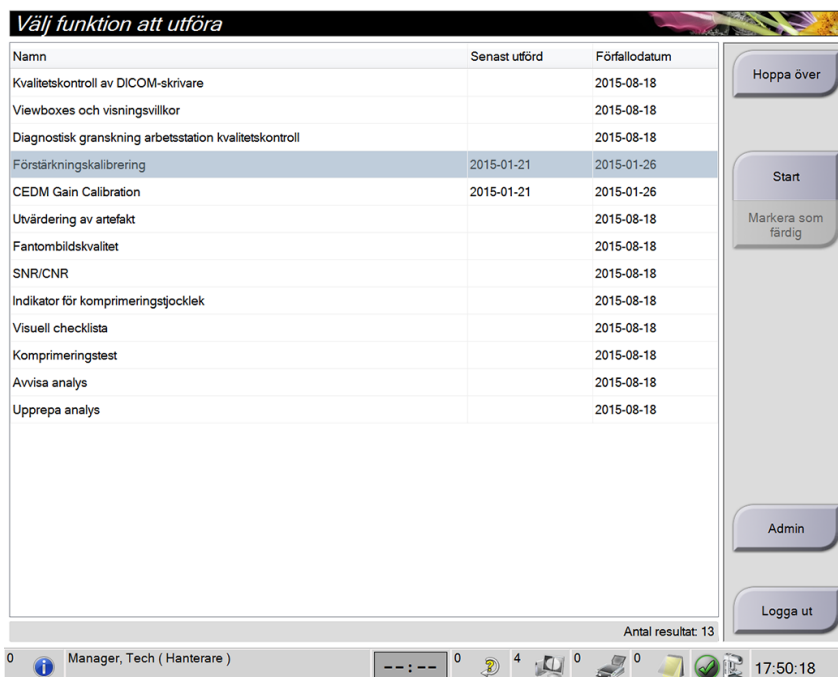 Välj funktion att utföra
Namn Senast utförd Förfallodatum
Kvalitetskontroll av DICOM-skrivare 2015-08-18
Viewboxes och visningsvillkor 2015-08-18
Diagnostisk granskning arbetsstation kvalitetskontroll 2015-08-18
Förstärkningskalibrering 2015-01-21 2015-01-26
CEDM Gain Calibration 2015-01-21 2015-01-26
Utvärdering av artefakt 2015-08-18
Fantombildskvalitet 2015-08-18
SNR/CNR 2015-08-18
Indikator för komprimeringstjocklek 2015-08-18
Visuell checklista 2015-08-18
Komprimeringstest 2015-08-18
Avvisa analys 2015-08-18
Upprepa analys 2015-08-18
Antal resultat: 13
Hoppa över
Start
Markera som
färdig
Admin
Logga ut
0 Manager, Tech ( Hanterare ) --:-- 0 4 0 0 17:50:18